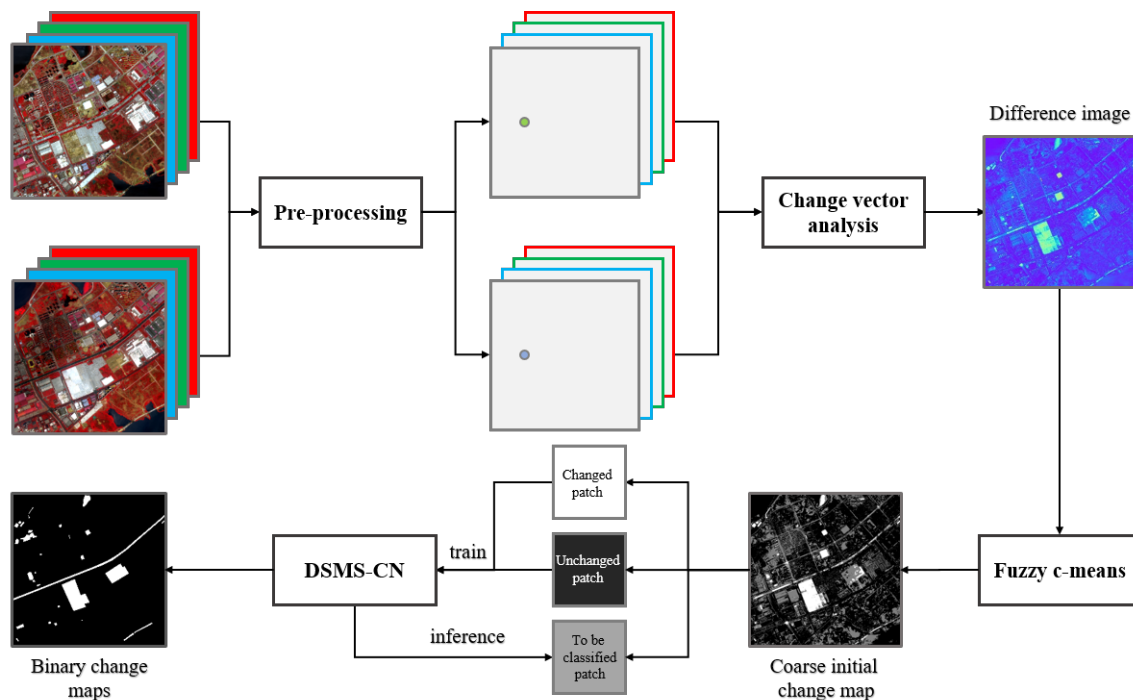 Difference image
Pre-processing
Change vector
analysis
Changed
patch
train
Unchanged
patch
DSMS-CN
Fuzzy c-means
inference
To be
classified
patch
Binary change
maps
Coarse initial
change map